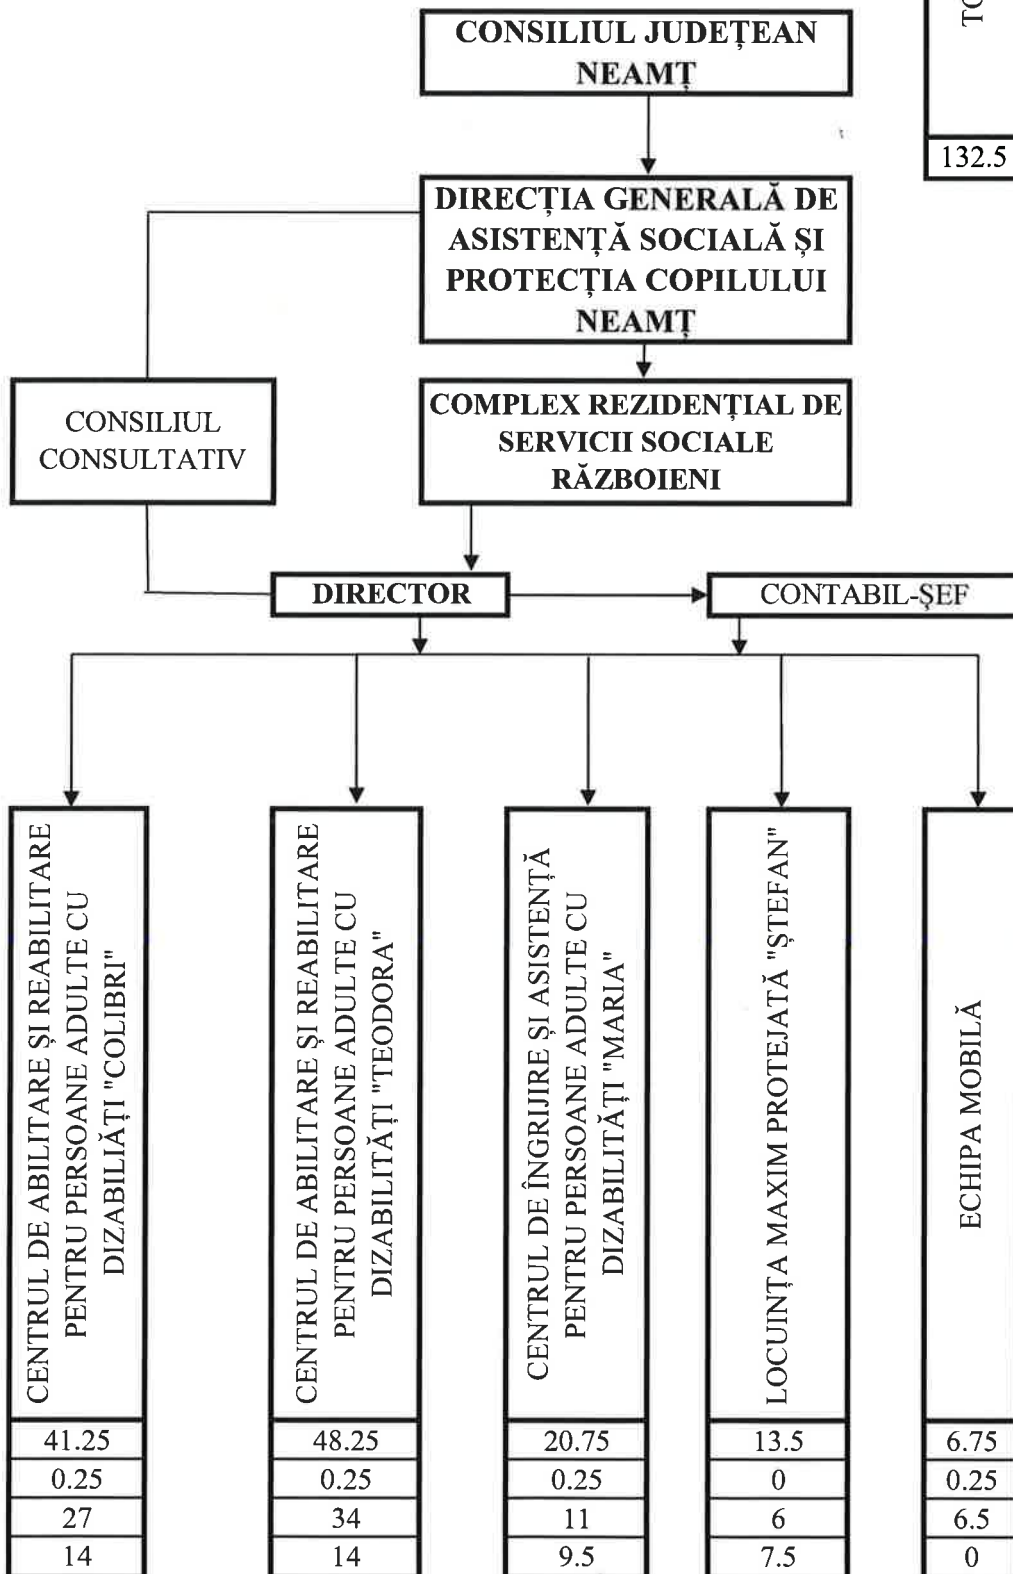 CONSILIUL JUDEȚEAN
NEAMȚ
132.5
DIRECȚIA GENERALĂ DE
ASISTENȚĂ SOCIALĂ ȘI
PROTECȚIA COPILULUI
NEAMȚ
CONSILIUL
CONSULTATIV
COMPLEX REZIDENȚIAL DE
SERVICII SOCIALE
RĂZBOIENI
DIRECTOR
CONTABIL-ŞEF
CENTRUL DE ABILITARE ȘI REABILITARE
PENTRU PERSOANE ADULTE CU
DIZABILIĂȚI "COLIBRI"
41.25
0.25
27
14
CENTRUL DE ABILITARE ȘI REABILITARE
PENTRU PERSOANE ADULTE CU
DIZABILITĂȚI "TEODORA"
48.25
0.25
34
14
CENTRUL DE ÎNGRIJIRE ȘI ASISTENȚĂ
PENTRU PERSOANE ADULTE CU
DIZABILITĂȚI "MARIA"
20.75
0.25
11
9.5
LOCUINȚA MAXIM PROTEJATĂ "ȘTEFAN"
13.5
0
6
7.5
ECHIPA MOBILĂ
6.75
0.25
6.5
0